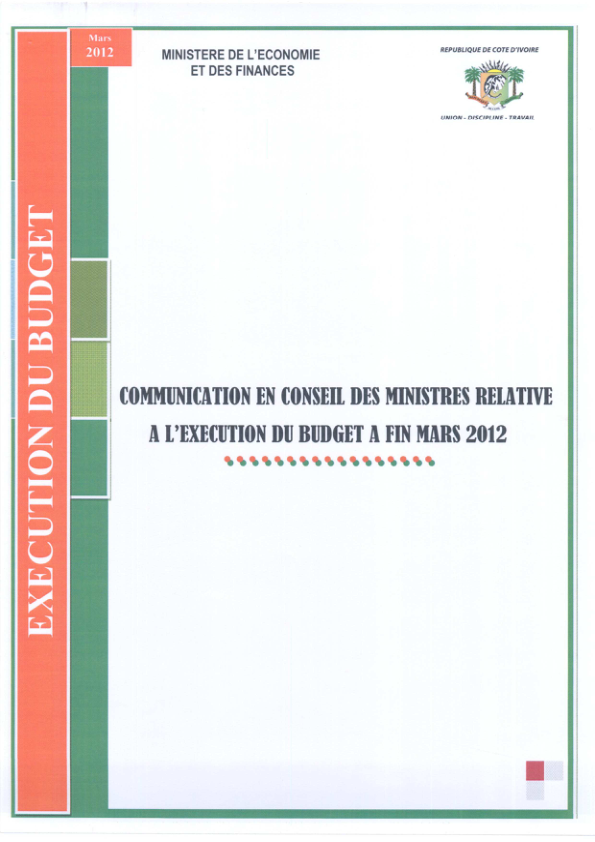 Mars
2012
MINISTERE DE L'ECONOMIE
ET DES FINANCES
REPUBLIQUE DE COTE D'IVOIRE
UNION - DISCIPLINE - TRAVAIL
EXECUTION DU BUDGET
COMMUNICATION EN CONSEIL DES MINISTRES RELATIVE
A L'EXECUTION DU BUDGET A FIN MARS 2012